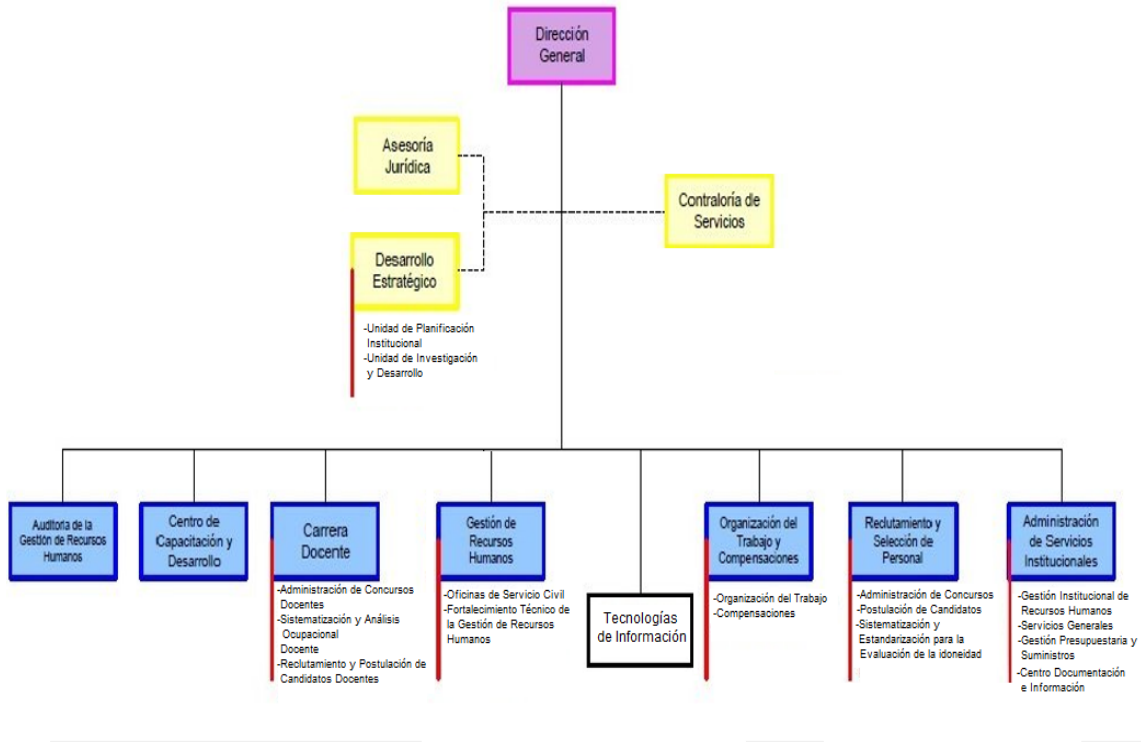 Dirección
General
Asesoría
Jurídica
Contraloría de
Servicios
Desarrollo
Estratégico
-Unidad de Planificación
Institucional
-Unidad de Investigación
y Desarrollo
Auditoria de la
Gestión de Recursos
Humanos
Centro de
Capacitación y
Desarrollo
Carrera
Docente
-Administración de Concursos
Docentes
-Sistematización y Análisis
Ocupacional
Docente
-Reclutamiento y Postulación de
Candidatos Docentes
Gestión de
Recursos
Humanos
-Oficinas de Servicio Civil
-Fortalecimiento Técnico de
la Gestión de Recursos
Humanos
Tecnologías
de Información
Organización del
Trabajo y
Compensaciones
-Organización del Trabajo
-Compensaciones
Reclutamiento y
Selección de
Personal
-Administración de Concursos
-Postulación de Candidatos
-Sistematización y
Estandarización para la
Evaluación de la idoneidad
Administración
de Servicios
Institucionales
-Gestión Institucional de
Recursos Humanos
-Servicios Generales
-Gestión Presupuestaria y
Suministros
-Centro Documentación
e Información